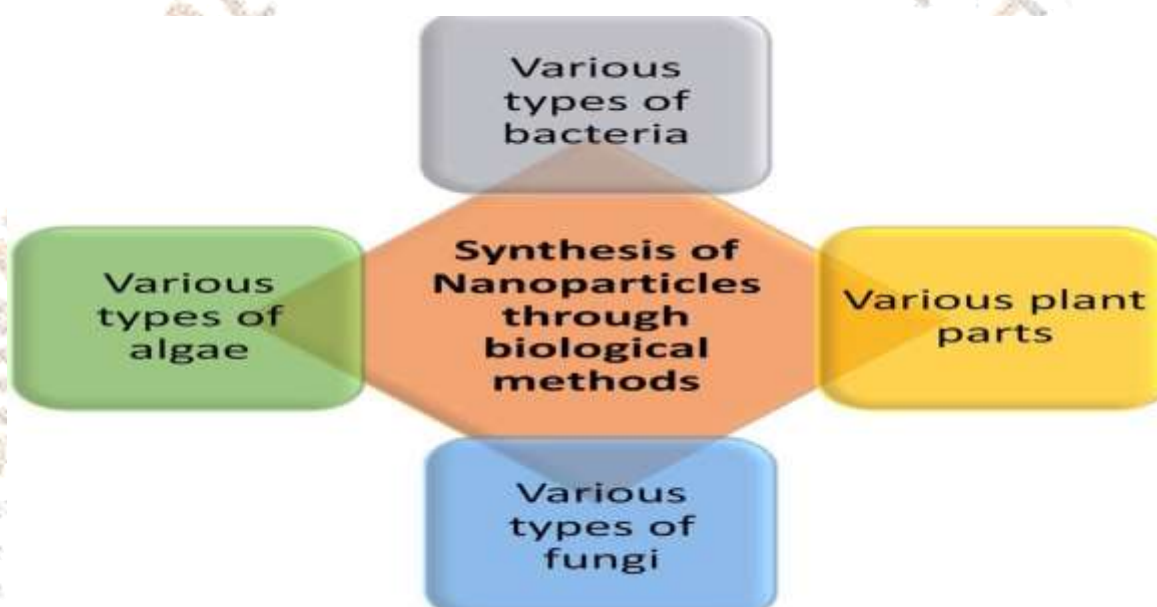 Various
types of
bacteria
Various
types of
algae
Synthesis of
Nanoparticles
through
biological
methods
Various plant
parts
Various
types of
fungi